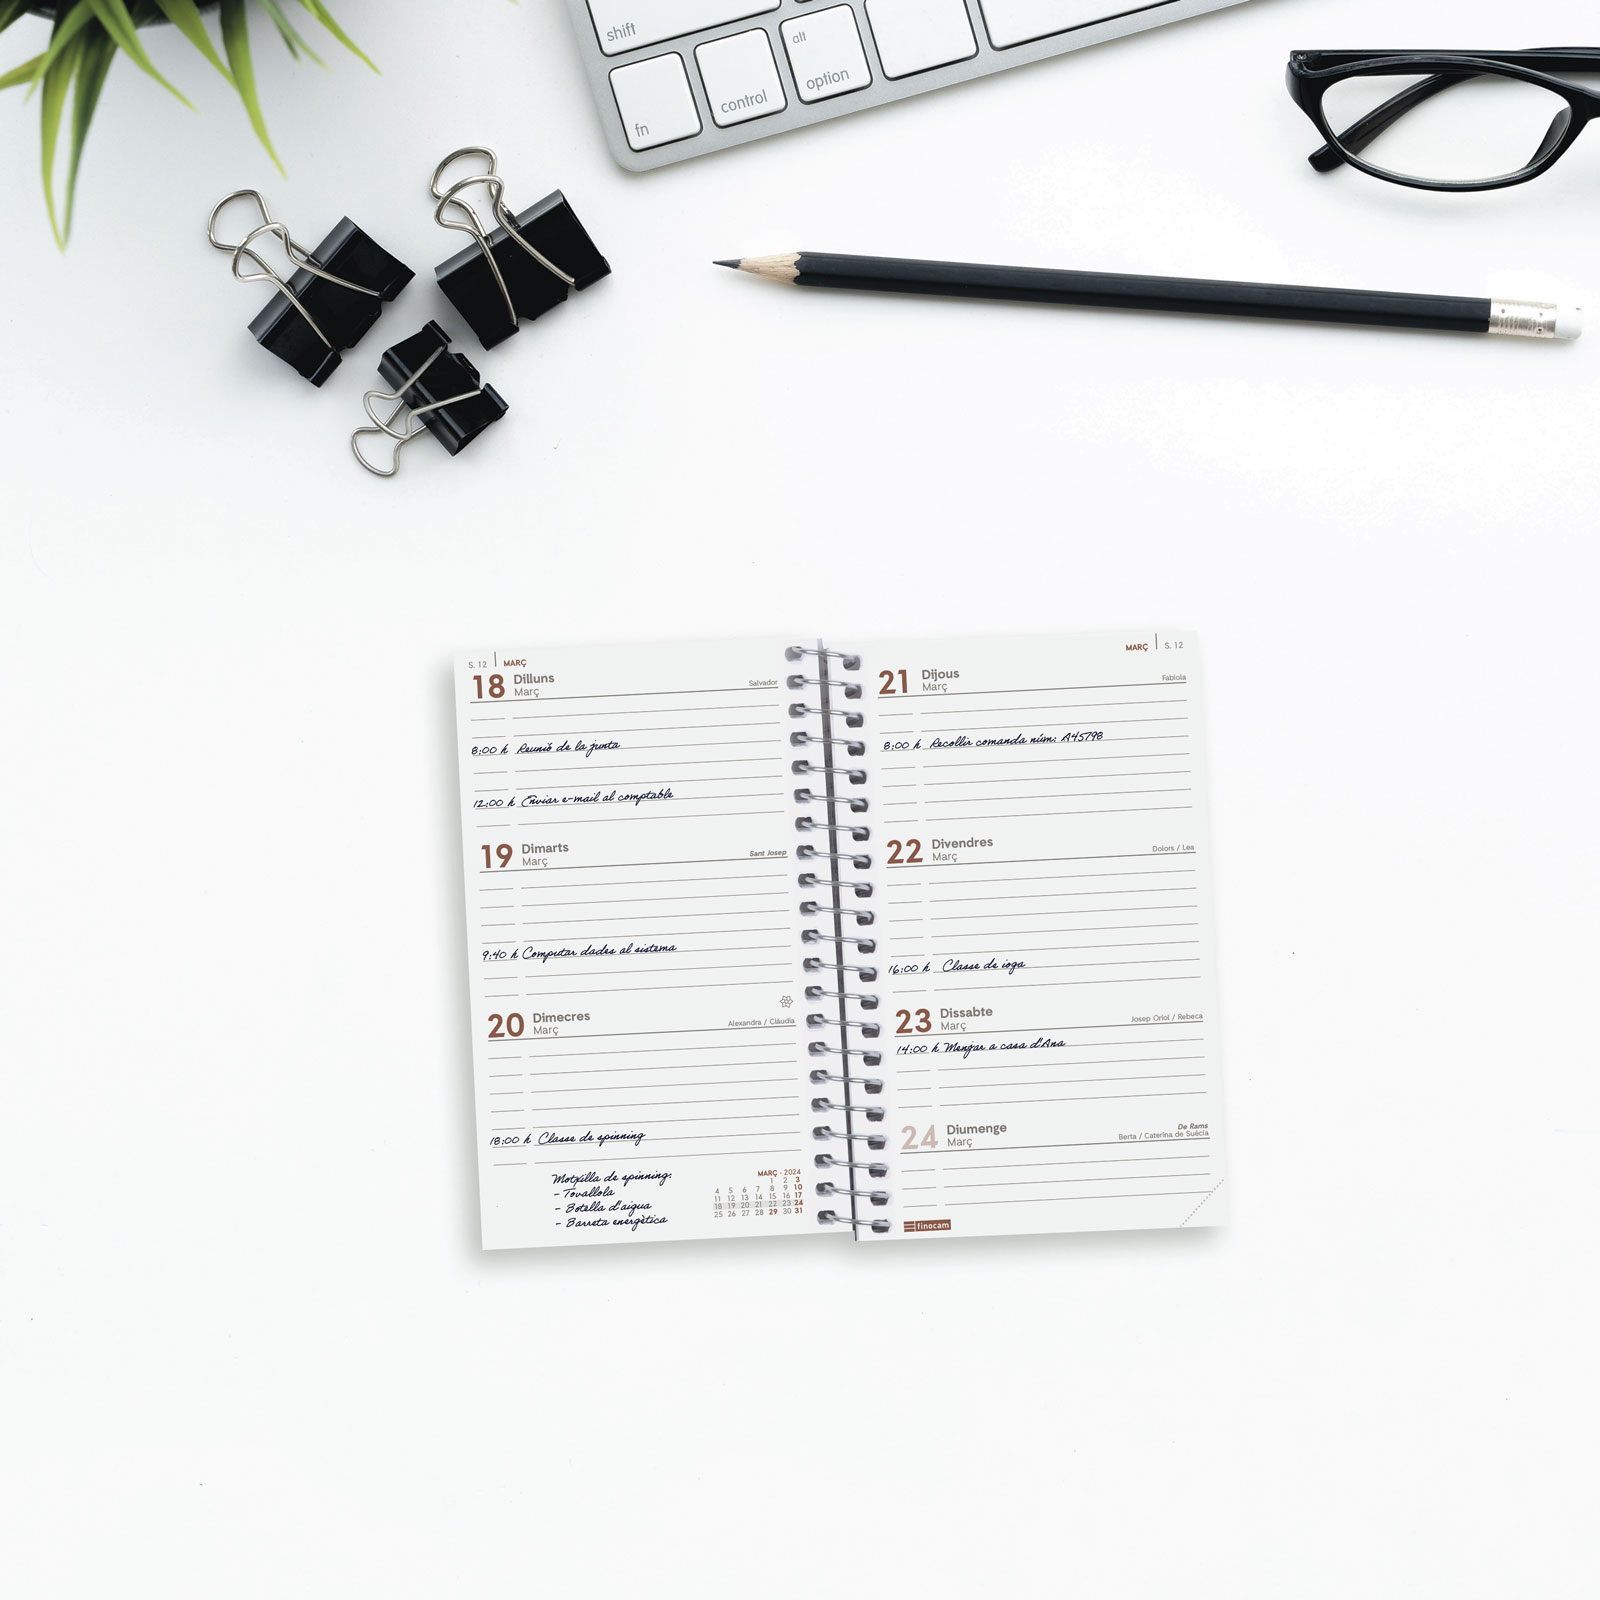 shift
fn
control
alt
option
S. 12 | MARÇ
18 Dilluns
Març
Salvador
8:00 h Reunió de la junta
12:00 h Enviar e-mail al comptable
19 Dimarts
Març
Sant Josep
9:40 h Computar dades al sistema
20 Dimecres
Març
Alexandra / Clàudia
18:00 h Classe de spinning
Motxilla de spinning:
- Tovallola
- Botella d'aigua
- Barreta energètica
MARÇ - 2024
1 2 3
4 5 6 7 8 9 10
11 12 13 14 15 16 17
18 19 20 21 22 23 24
25 26 27 28 29 30 31
MARÇ | S. 12
21 Dijous
Març
Fabiola
8:00 h Recollir comanda núm: A45798
22 Divendres
Març
Dolors / Lea
16:00 h Classe de ioga
23 Dissabte
Març
Josep Oriol / Rebeca
14:00 h Menjar a casa d'Ana
24 Diumenge
Març
De Rams
Berta / Caterina de Suècia
finocam